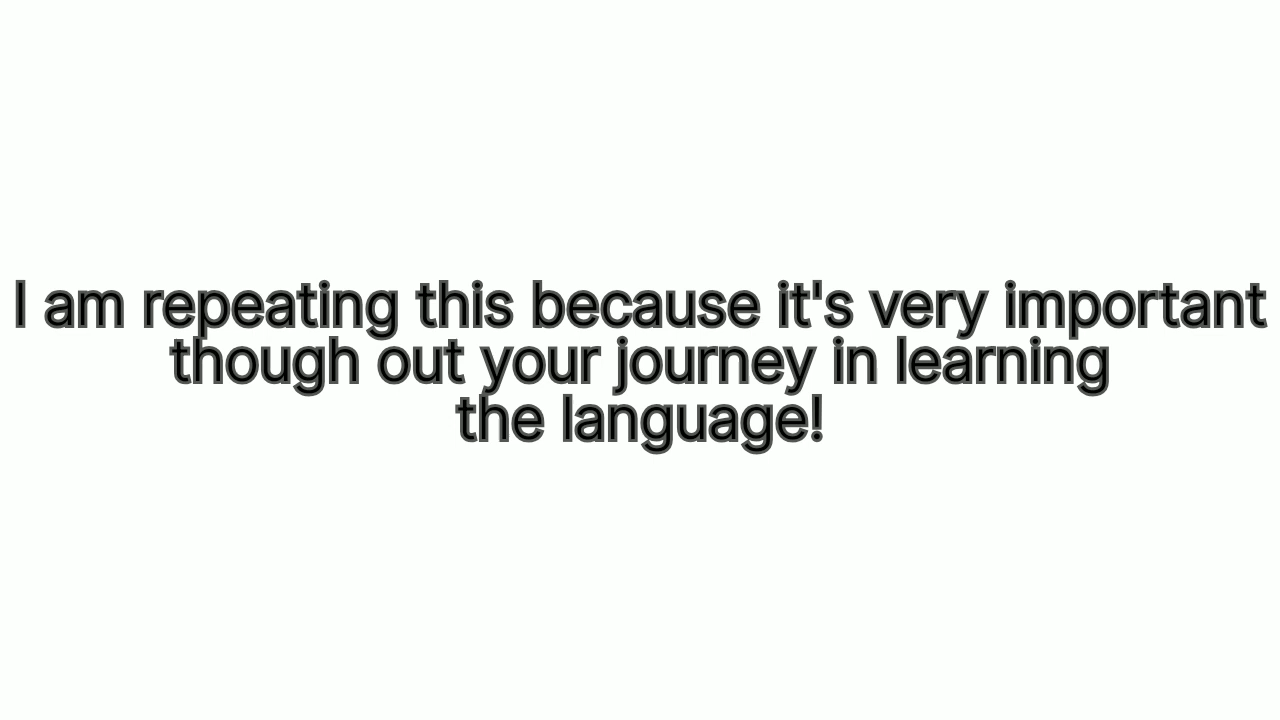 I am repeating this because it's very important
though out your journey in learning
the language!